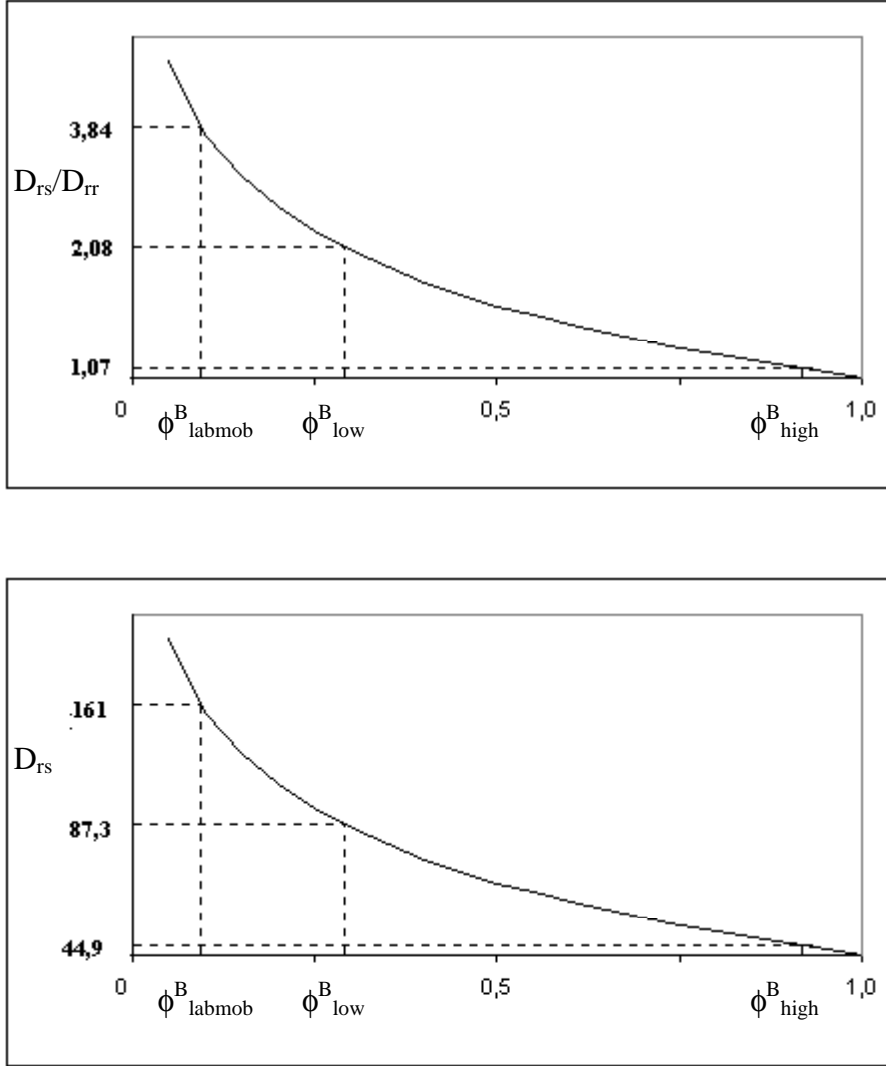 3,84
D_rs/D_rr
2,08
1,07
0 0,5 1,0
ϕ^B_labmob ϕ^B_low ϕ^B_high
161
D_rs
87,3
44,9
0 0,5 1,0
ϕ^B_labmob ϕ^B_low ϕ^B_high